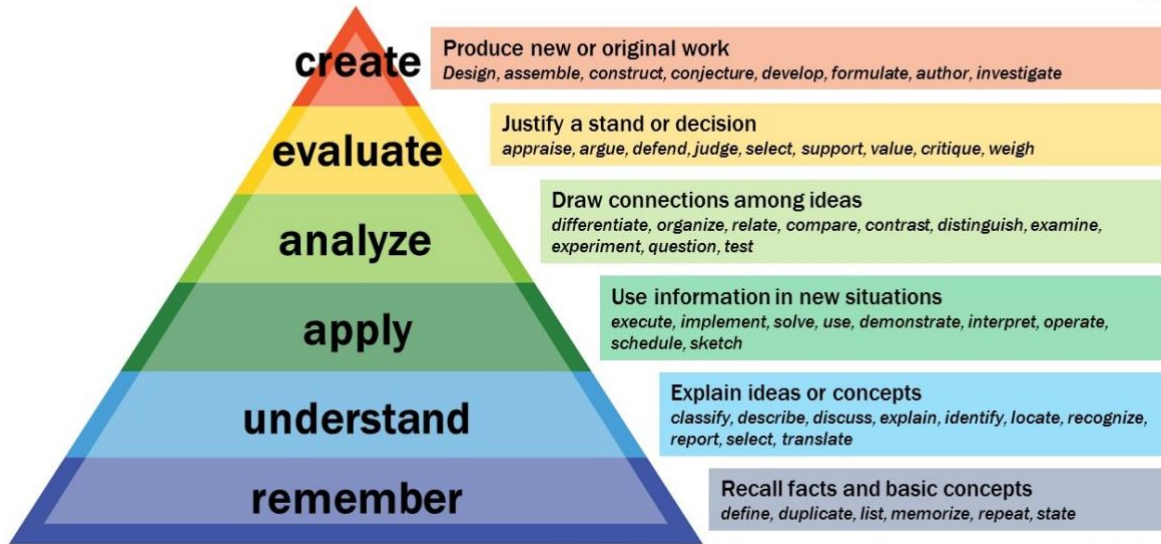 create
Produce new or original work
Design, assemble, construct, conjecture, develop, formulate, author, investigate
evaluate
Justify a stand or decision
appraise, argue, defend, judge, select, support, value, critique, weigh
analyze
Draw connections among ideas
differentiate, organize, relate, compare, contrast, distinguish, examine,
experiment, question, test
apply
Use information in new situations
execute, implement, solve, use, demonstrate, interpret, operate,
schedule, sketch
understand
Explain ideas or concepts
classify, describe, discuss, explain, identify, locate, recognize,
report, select, translate
remember
Recall facts and basic concepts
define, duplicate, list, memorize, repeat, state